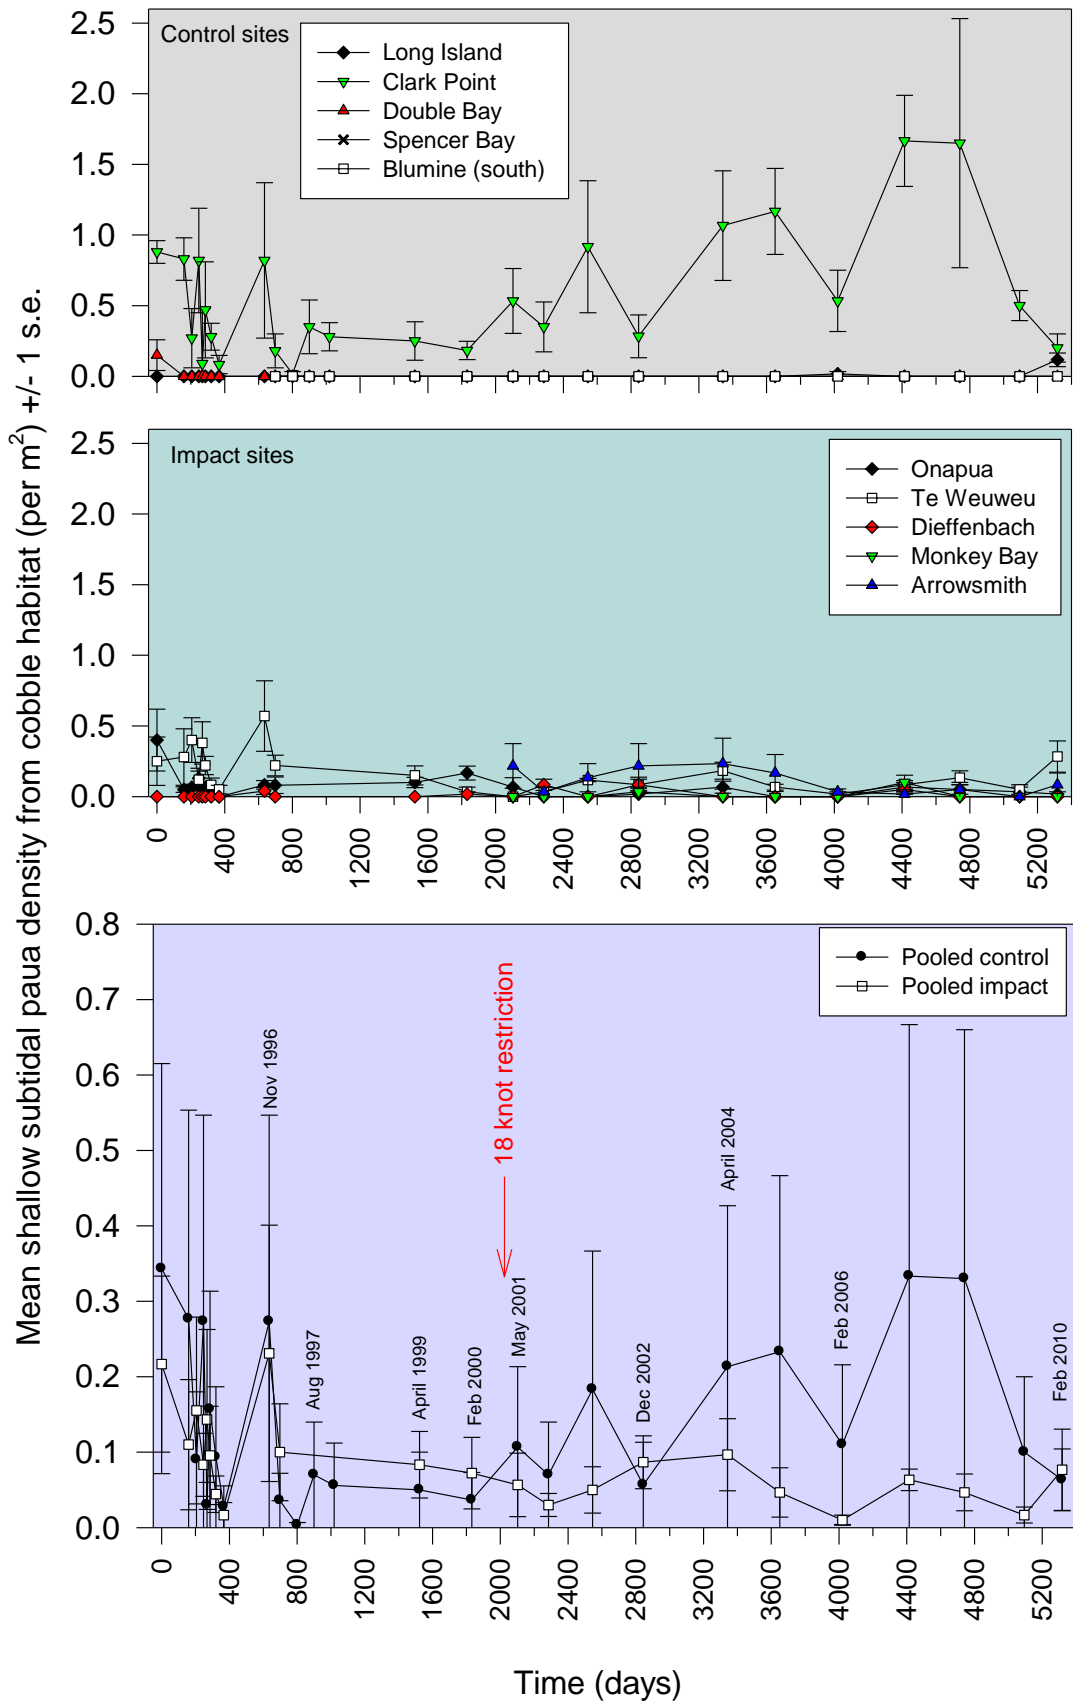 Mean shallow subtidal paua density from cobble habitat (per m²) +/- 1 s.e.
2.5
2.0
1.5
1.0
0.5
0.0
Control sites
Long Island
Clark Point
Double Bay
Spencer Bay
Blumine (south)
2.5
2.0
1.5
1.0
0.5
0.0
Impact sites
Onapua
Te Weuweu
Dieffenbach
Monkey Bay
Arrowsmith
0 400 800 1200 1600 2000 2400 2800 3200 3600 4000 4400 4800 5200
0.8
0.7
0.6
0.5
0.4
0.3
0.2
0.1
0.0
Pooled control
Pooled impact
Nov 1996
Aug 1997
April 1999
Feb 2000
18 knot restriction
May 2001
Dec 2002
April 2004
Feb 2006
Feb 2010
0 400 800 1200 1600 2000 2400 2800 3200 3600 4000 4400 4800 5200
Time (days)